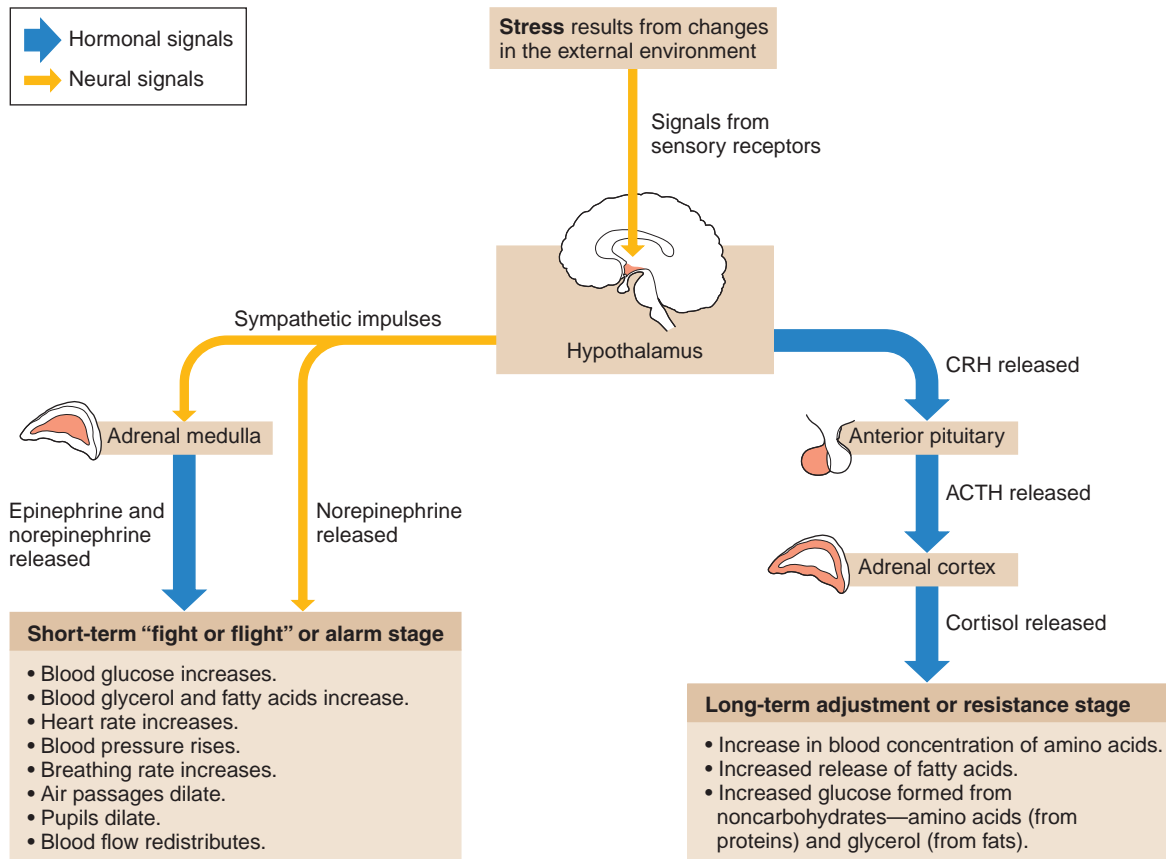 Hormonal signals
Neural signals
Stress results from changes
in the external environment
Signals from
sensory receptors
Hypothalamus
Sympathetic impulses
Adrenal medulla
Epinephrine and
norepinephrine
released
Norepinephrine
released
CRH released
Anterior pituitary
ACTH released
Adrenal cortex
Cortisol released
Short-term “fight or flight” or alarm stage
• Blood glucose increases.
• Blood glycerol and fatty acids increase.
• Heart rate increases.
• Blood pressure rises.
• Breathing rate increases.
• Air passages dilate.
• Pupils dilate.
• Blood flow redistributes.
Long-term adjustment or resistance stage
• Increase in blood concentration of amino acids.
• Increased release of fatty acids.
• Increased glucose formed from
noncarbohydrates—amino acids (from
proteins) and glycerol (from fats).